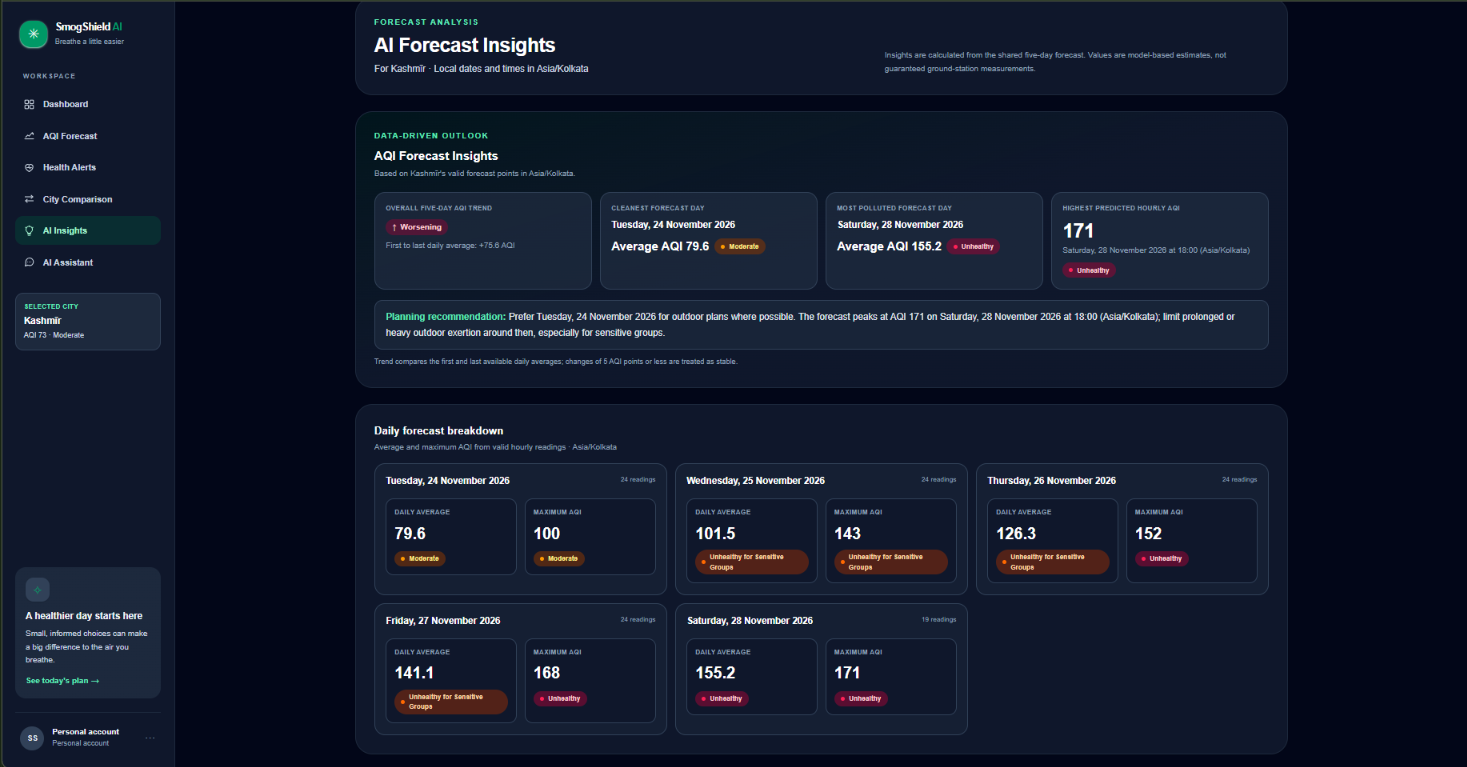 SmogShield AI
Breathe a little easier
WORKSPACE
Dashboard
AQI Forecast
Health Alerts
City Comparison
AI Insights
AI Assistant
SELECTED CITY
Kashmīr
AQI 73 · Moderate
A healthier day starts here
Small, informed choices can make
a big difference to the air you
breathe.
See today's plan →
SS
Personal account
Personal account
FORECAST ANALYSIS
AI Forecast Insights
For Kashmīr · Local dates and times in Asia/Kolkata
Insights are calculated from the shared five-day forecast. Values are model-based estimates, not
guaranteed ground-station measurements.
DATA-DRIVEN OUTLOOK
AQI Forecast Insights
Based on Kashmīr's valid forecast points in Asia/Kolkata.
OVERALL FIVE-DAY AQI TREND
↑ Worsening
First to last daily average: +75.6 AQI
CLEANEST FORECAST DAY
Tuesday, 24 November 2026
Average AQI 79.6 Moderate
MOST POLLUTED FORECAST DAY
Saturday, 28 November 2026
Average AQI 155.2 Unhealthy
HIGHEST PREDICTED HOURLY AQI
171
Saturday, 28 November 2026 at 18:00 (Asia/Kolkata)
Unhealthy
Planning recommendation: Prefer Tuesday, 24 November 2026 for outdoor plans where possible. The forecast peaks at AQI 171 on Saturday, 28 November 2026 at 18:00 (Asia/Kolkata); limit prolonged or
heavy outdoor exertion around then, especially for sensitive groups.
Trend compares the first and last available daily averages; changes of 5 AQI points or less are treated as stable.
Daily forecast breakdown
Average and maximum AQI from valid hourly readings · Asia/Kolkata
Tuesday, 24 November 2026 24 readings
DAILY AVERAGE
79.6
Moderate
MAXIMUM AQI
100
Moderate
Wednesday, 25 November 2026 24 readings
DAILY AVERAGE
101.5
Unhealthy for Sensitive
Groups
MAXIMUM AQI
143
Unhealthy for Sensitive
Groups
Thursday, 26 November 2026 24 readings
DAILY AVERAGE
126.3
Unhealthy for Sensitive
Groups
MAXIMUM AQI
152
Unhealthy
Friday, 27 November 2026 24 readings
DAILY AVERAGE
141.1
Unhealthy for Sensitive
Groups
MAXIMUM AQI
168
Unhealthy
Saturday, 28 November 2026 19 readings
DAILY AVERAGE
155.2
Unhealthy
MAXIMUM AQI
171
Unhealthy